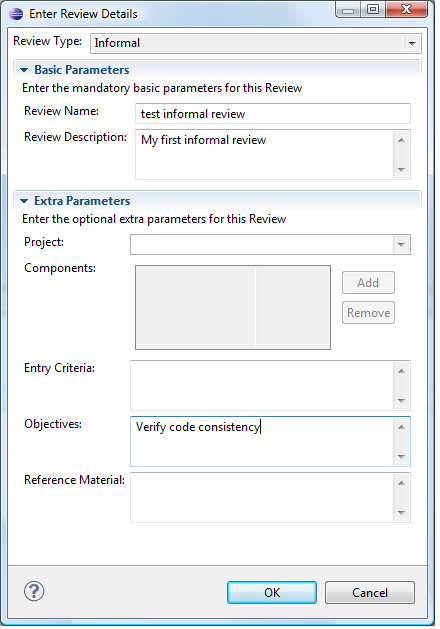 Enter Review Details
Review Type: Informal
Basic Parameters
Enter the mandatory basic parameters for this Review
Review Name: test informal review
Review Description: My first informal review
Extra Parameters
Enter the optional extra parameters for this Review
Project:
Components:
Add
Remove
Entry Criteria:
Objectives: Verify code consistency
Reference Material:
?
OK Cancel